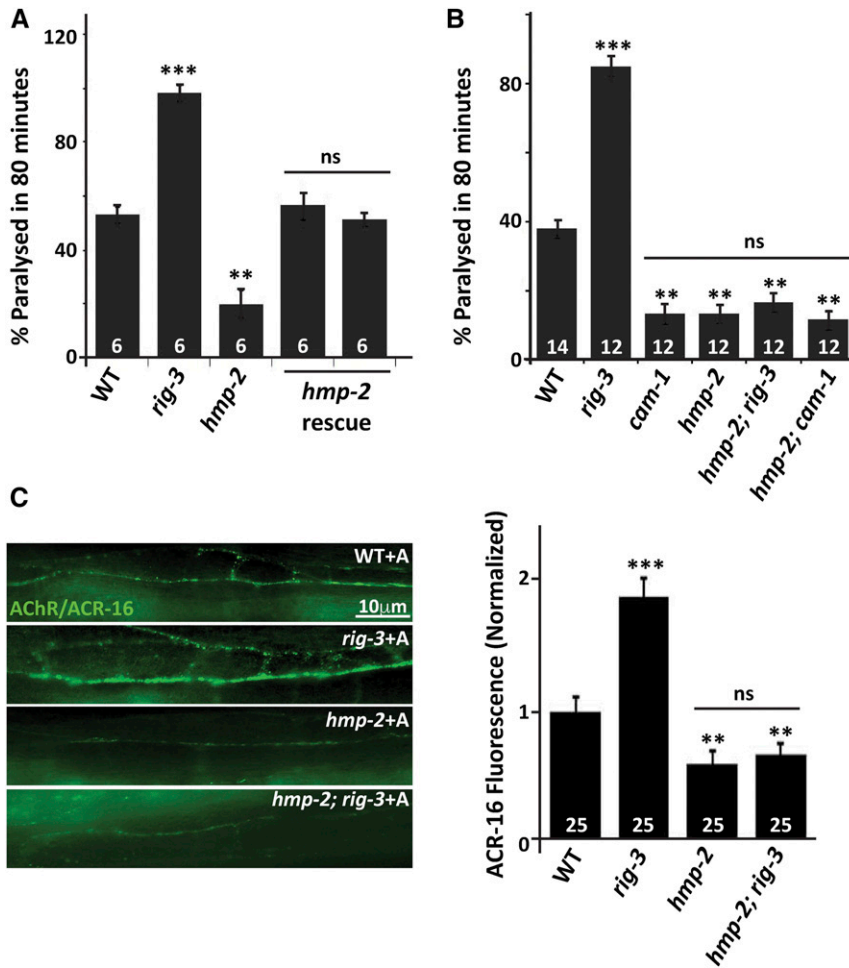 A
% Paralysed in 80 minutes
120
80
40
0
***
**
ns
6
6
6
6
6
WT
rig-3
hmp-2
hmp-2
rescue
B
% Paralysed in 80 minutes
80
40
0
***
ns
**
**
**
**
14
12
12
12
12
12
WT
rig-3
cam-1
hmp-2
hmp-2; rig-3
hmp-2; cam-1
C
WT+A
AChR/ACR-16
10µm
rig-3+A
hmp-2+A
hmp-2; rig-3+A
ACR-16 Fluorescence (Normalized)
2
1
0
***
ns
**
**
25
25
25
25
WT
rig-3
hmp-2
hmp-2; rig-3